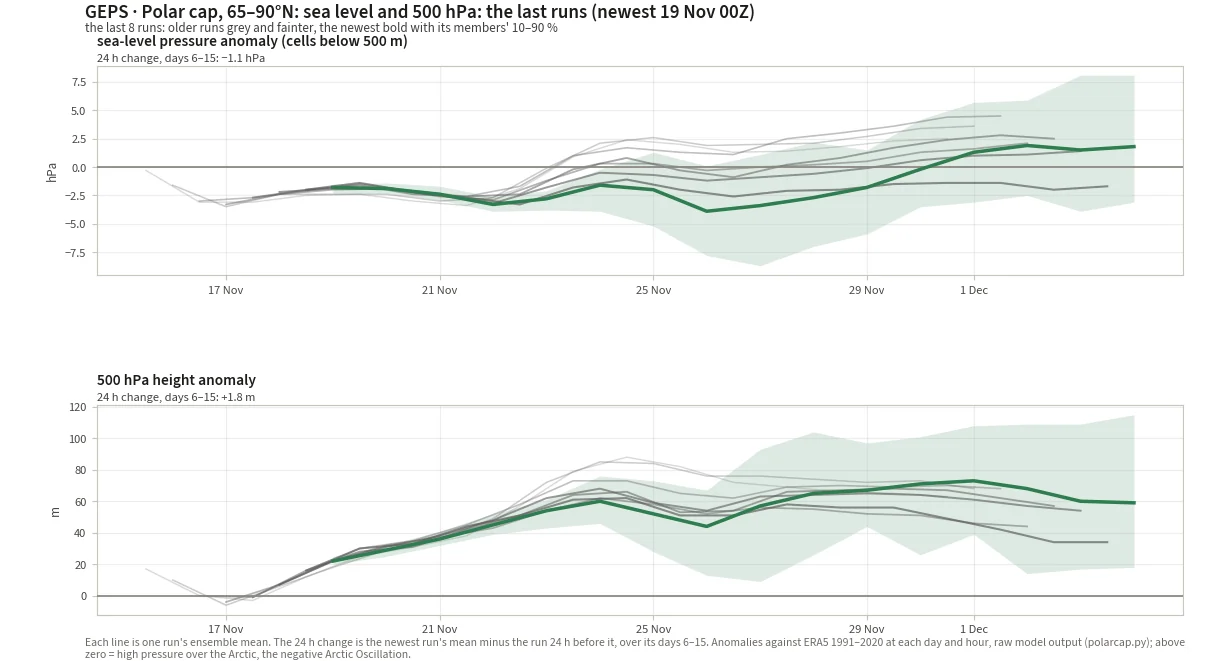 GEPS · Polar cap, 65–90°N: sea level and 500 hPa: the last runs (newest 19 Nov 00Z)
the last 8 runs: older runs grey and fainter, the newest bold with its members' 10–90 %
sea-level pressure anomaly (cells below 500 m)
24 h change, days 6–15: −1.1 hPa
7.5
5.0
2.5
0.0
−2.5
−5.0
−7.5
hPa
17 Nov
21 Nov
25 Nov
29 Nov
1 Dec
500 hPa height anomaly
24 h change, days 6–15: +1.8 m
120
100
80
60
40
20
0
m
17 Nov
21 Nov
25 Nov
29 Nov
1 Dec
Each line is one run's ensemble mean. The 24 h change is the newest run's mean minus the run 24 h before it, over its days 6–15. Anomalies against ERA5 1991–2020 at each day and hour, raw model output (polarcap.py); above
zero = high pressure over the Arctic, the negative Arctic Oscillation.